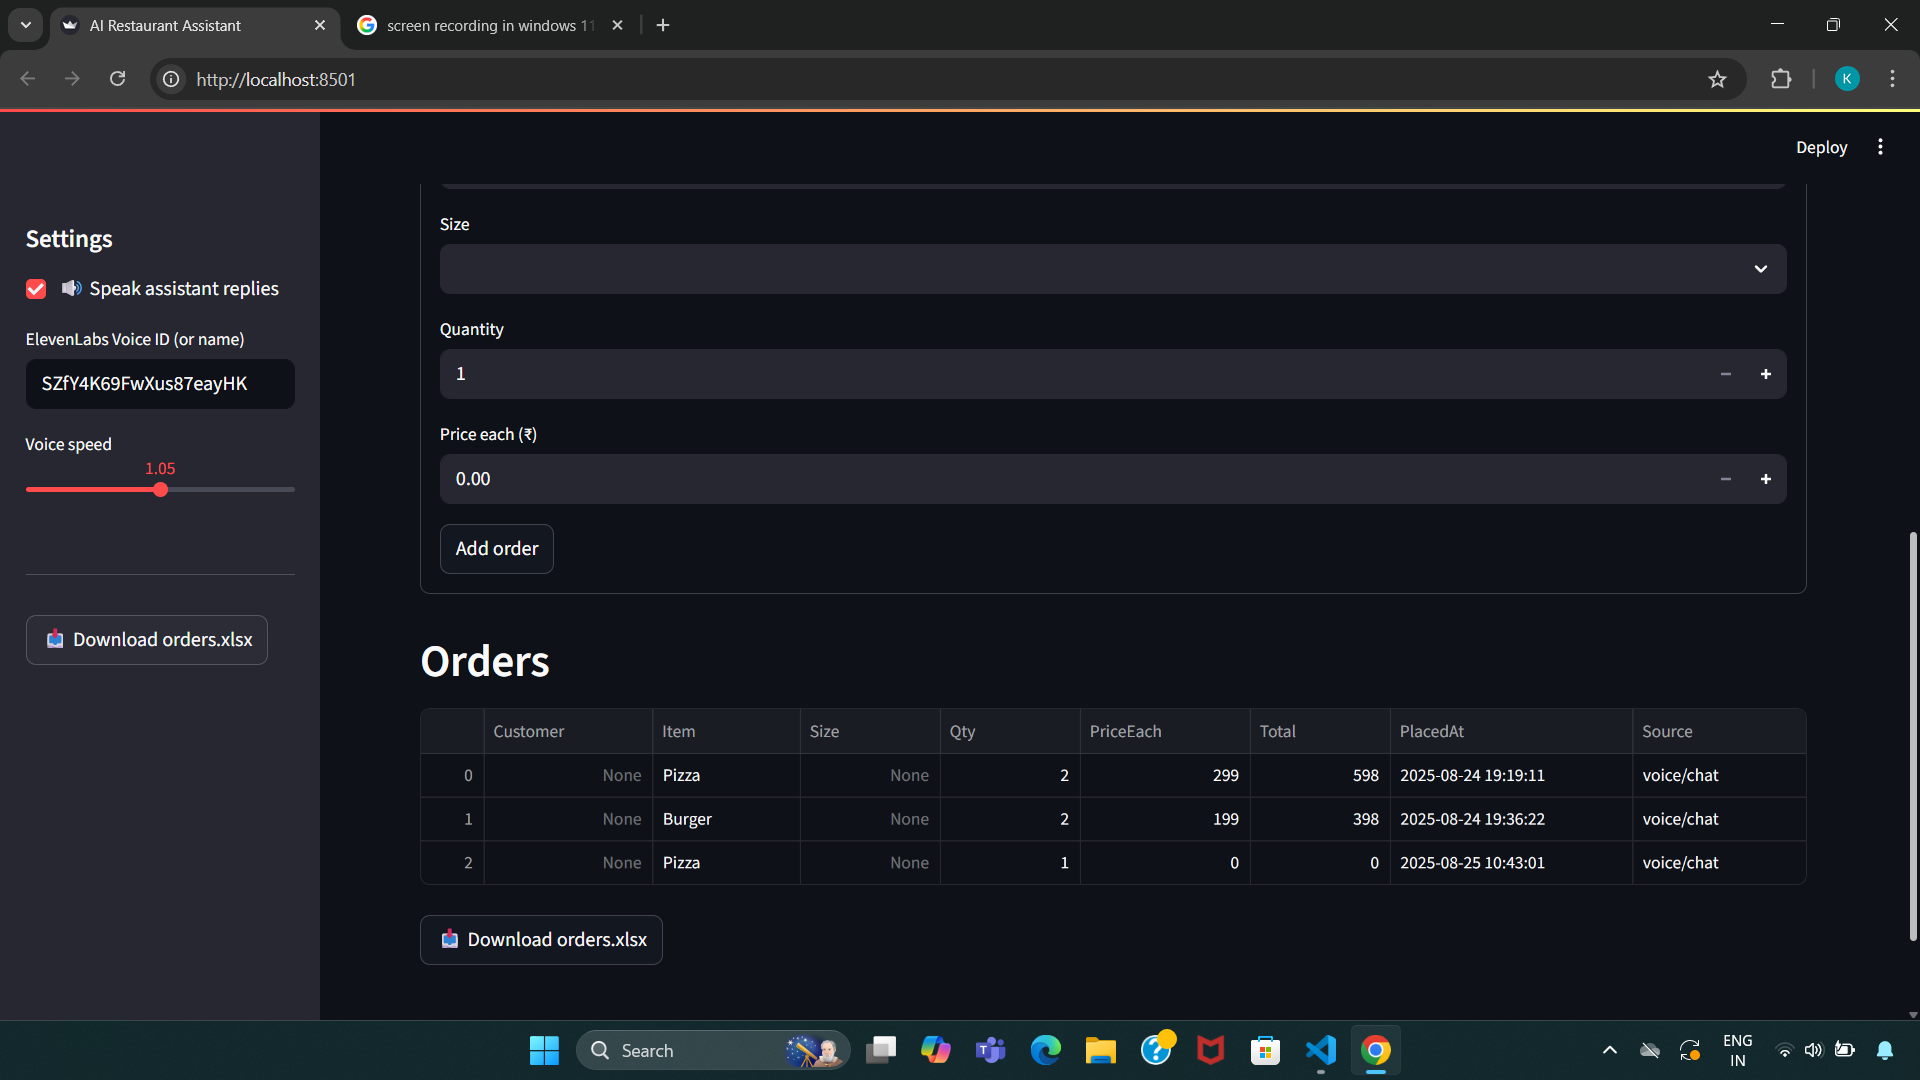 AI Restaurant Assistant
screen recording in windows 11
http://localhost:8501
K
Deploy
Settings
Speak assistant replies
ElevenLabs Voice ID (or name)
SZfY4K69FwXus87eayHK
Voice speed
1.05
Download orders.xlsx
Size
Quantity
1
Price each (₹)
0.00
Add order
Orders
Customer Item Size Qty PriceEach Total PlacedAt Source
0 None Pizza None 2 299 598 2025-08-24 19:19:11 voice/chat
1 None Burger None 2 199 398 2025-08-24 19:36:22 voice/chat
2 None Pizza None 1 0 0 2025-08-25 10:43:01 voice/chat
Download orders.xlsx
Search
ENG
IN